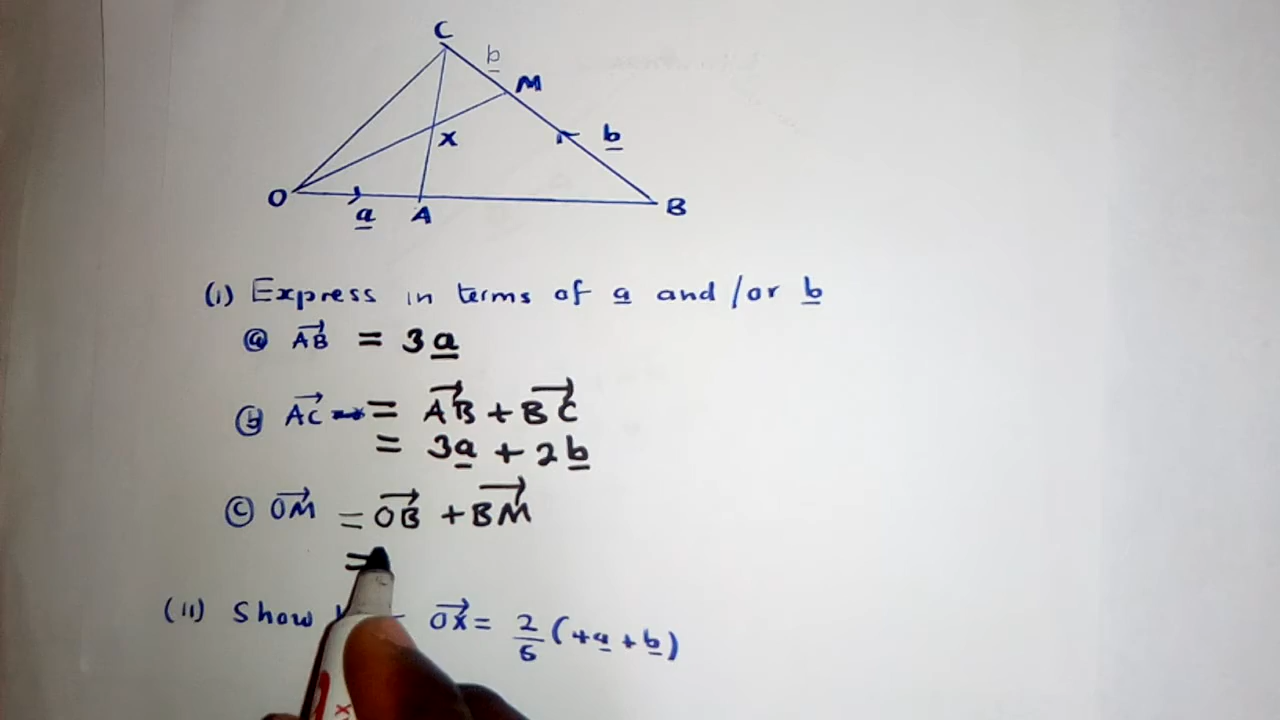 C
b
M
X
b
O
a
A
B
(i) Express in terms of a and /or b
(a) AB = 3a
(b) AC = AB + BC
= 3a + 2b
(c) OM = OB + BM
=
(ii) Show OX = 2/5 (4a + b)